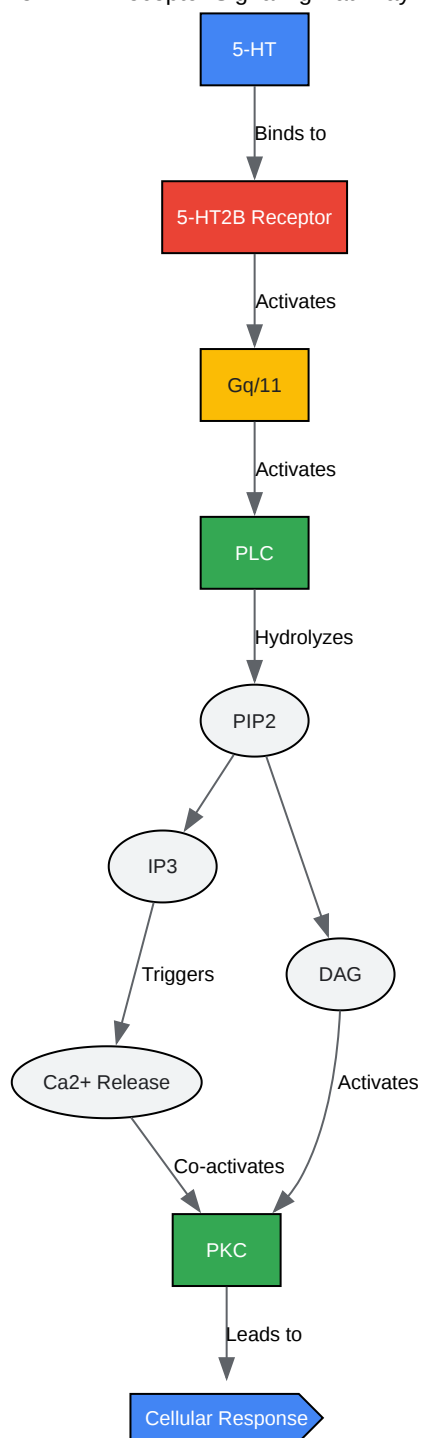 5-HT
Binds to
5-HT2B Receptor
Activates
Gq/11
Activates
PLC
Hydrolyzes
PIP2
IP3
DAG
Triggers
Ca2+ Release
Activates
Co-activates
PKC
Leads to
Cellular Response